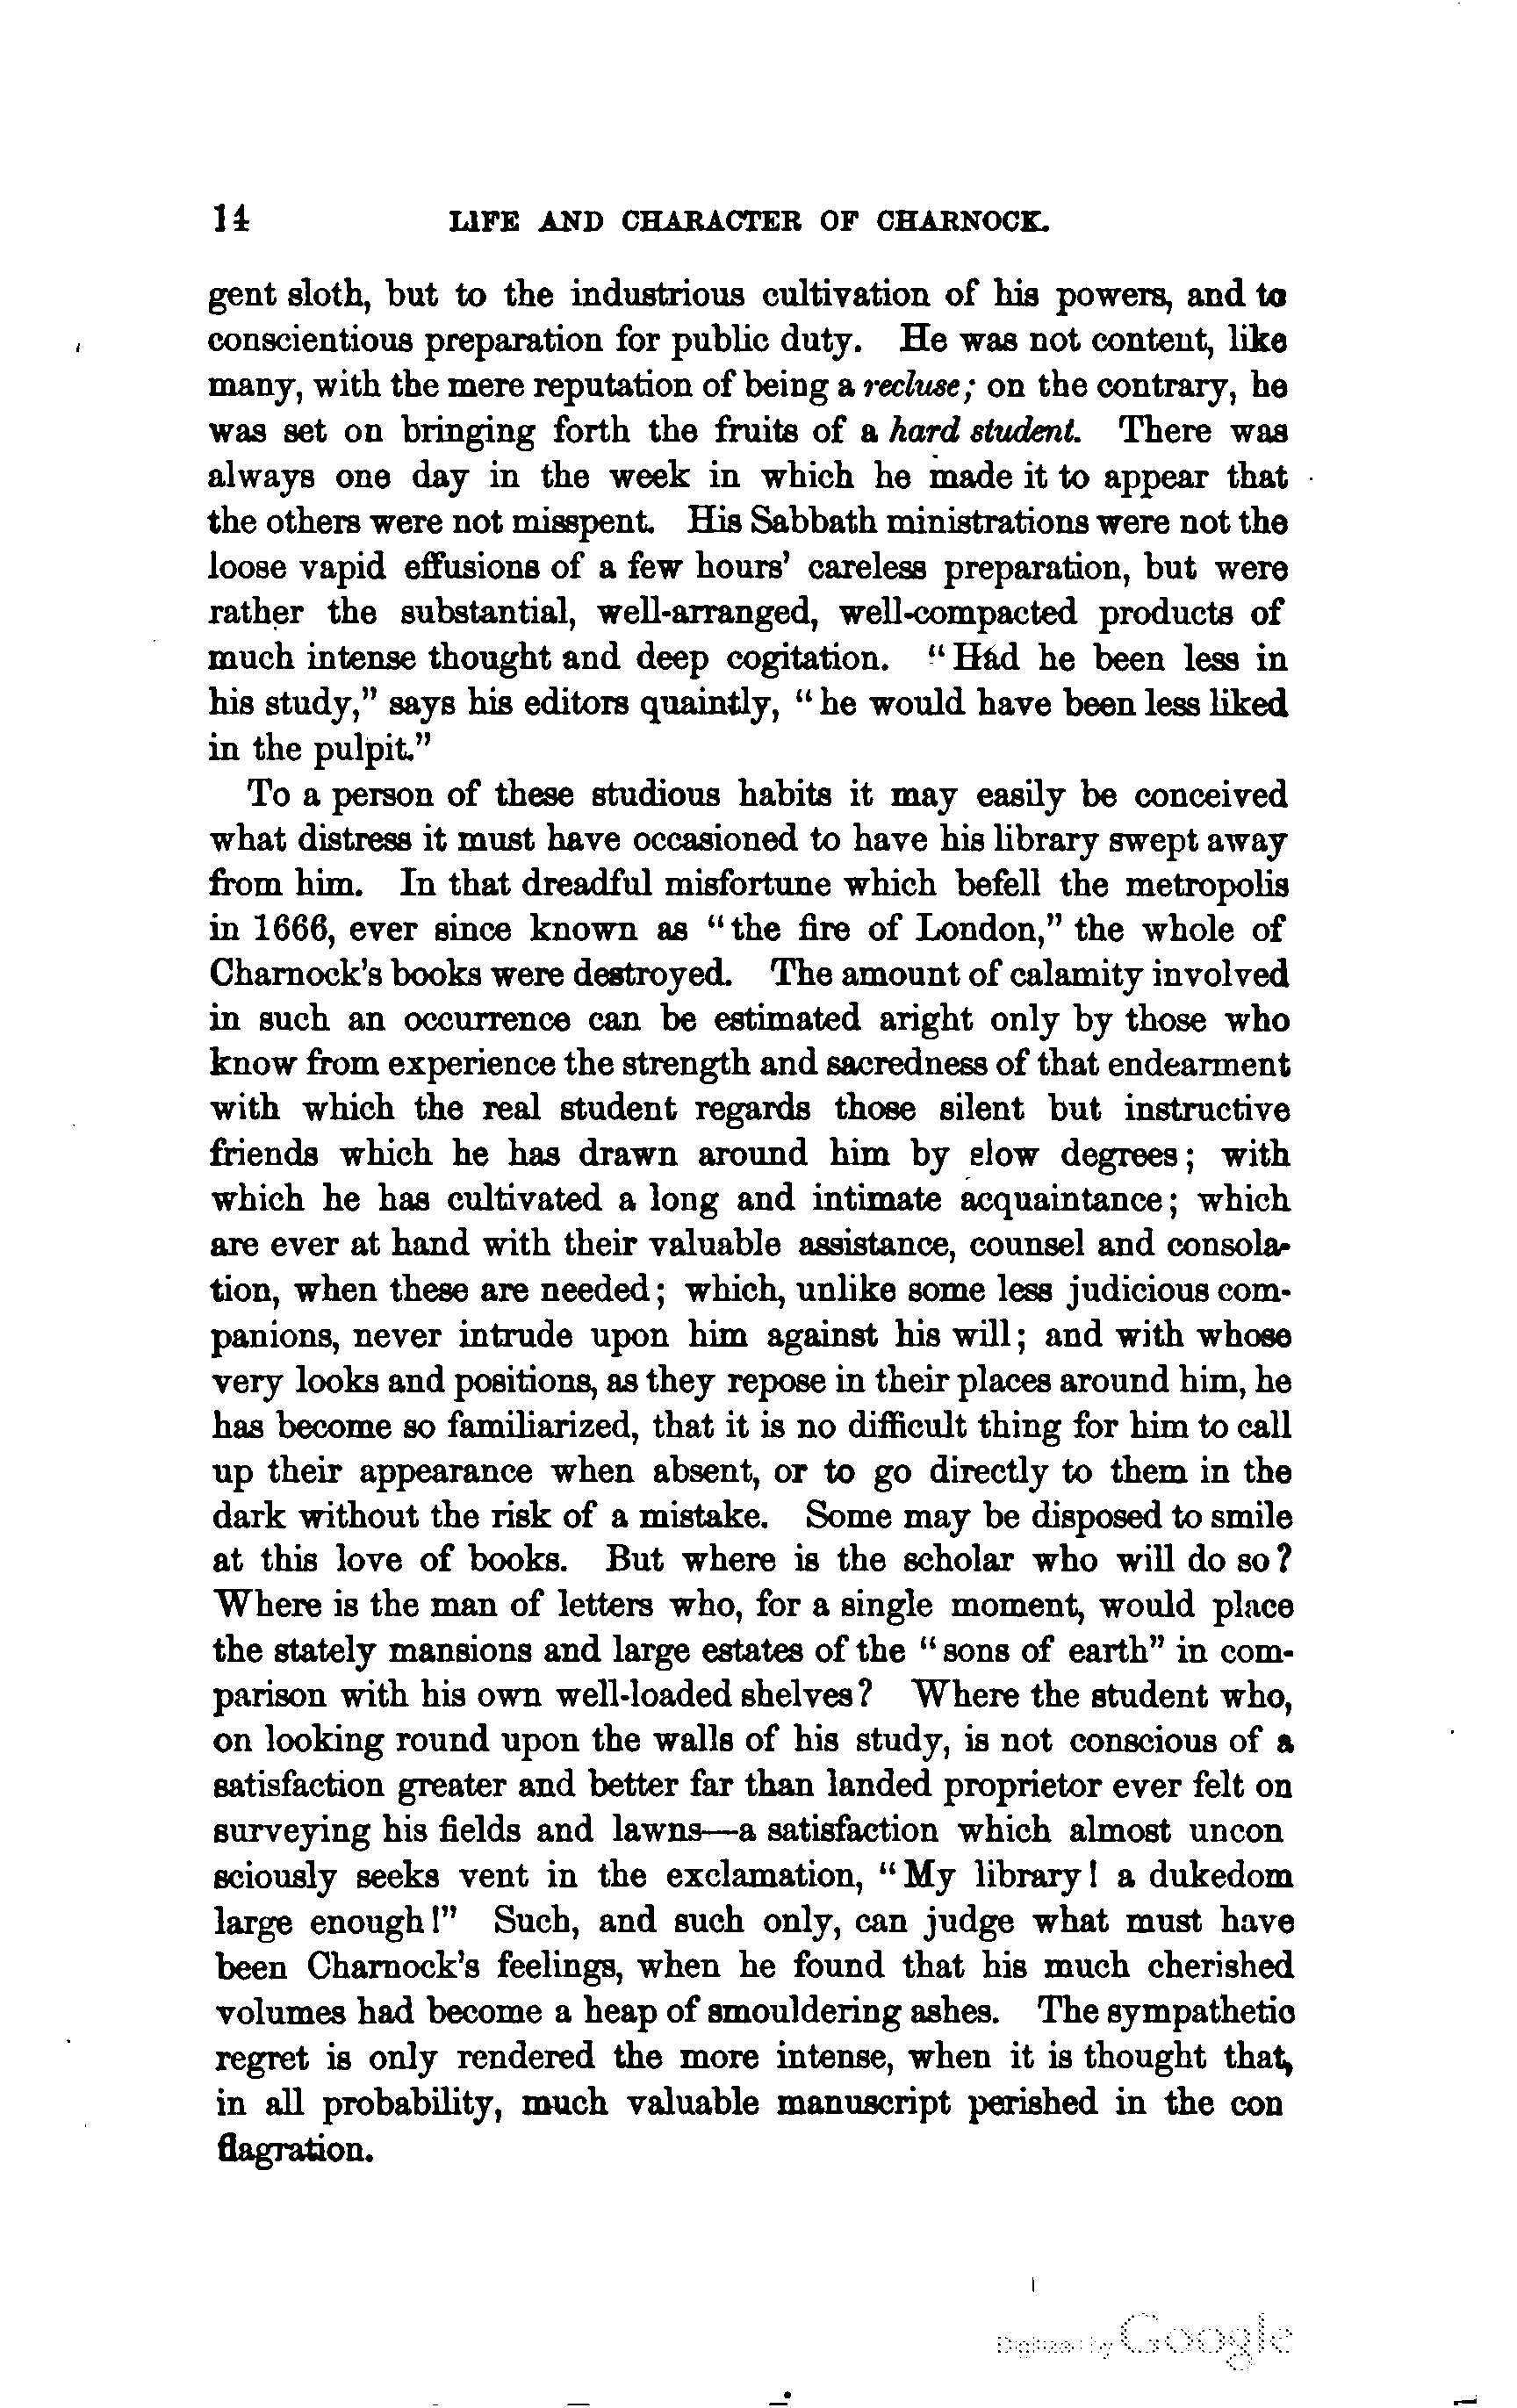 14 LIFE AND CHARACTER OF CHARNOCK.
gent sloth, but to the industrious cultivation of his powers, and to
conscientious preparation for public duty. He was not content, like
many, with the mere reputation of being a recluse; on the contrary, he
was set on bringing forth the fruits of a hard student. There was
always one day in the week in which he made it to appear that
the others were not misspent. His Sabbath ministrations were not the
loose vapid effusions of a few hours' careless preparation, but were
rather the substantial, well-arranged, well-compacted products of
much intense thought and deep cogitation. "Had he been less in
his study," says his editors quaintly, "he would have been less liked
in the pulpit."
To a person of these studious habits it may easily be conceived
what distress it must have occasioned to have his library swept away
from him. In that dreadful misfortune which befell the metropolis
in 1666, ever since known as "the fire of London," the whole of
Charnock's books were destroyed. The amount of calamity involved
in such an occurrence can be estimated aright only by those who
know from experience the strength and sacredness of that endearment
with which the real student regards those silent but instructive
friends which he has drawn around him by slow degrees; with
which he has cultivated a long and intimate acquaintance; which
are ever at hand with their valuable assistance, counsel and consola-
tion, when these are needed; which, unlike some less judicious com-
panions, never intrude upon him against his will; and with whose
very looks and positions, as they repose in their places around him, he
has become so familiarized, that it is no difficult thing for him to call
up their appearance when absent, or to go directly to them in the
dark without the risk of a mistake. Some may be disposed to smile
at this love of books. But where is the scholar who will do so?
Where is the man of letters who, for a single moment, would place
the stately mansions and large estates of the "sons of earth" in com-
parison with his own well-loaded shelves? Where the student who,
on looking round upon the walls of his study, is not conscious of a
satisfaction greater and better far than landed proprietor ever felt on
surveying his fields and lawns—a satisfaction which almost uncon
sciously seeks vent in the exclamation, "My library! a dukedom
large enough!" Such, and such only, can judge what must have
been Charnock's feelings, when he found that his much cherished
volumes had become a heap of smouldering ashes. The sympathetic
regret is only rendered the more intense, when it is thought that,
in all probability, much valuable manuscript perished in the con
flagration.
Digitized by Google